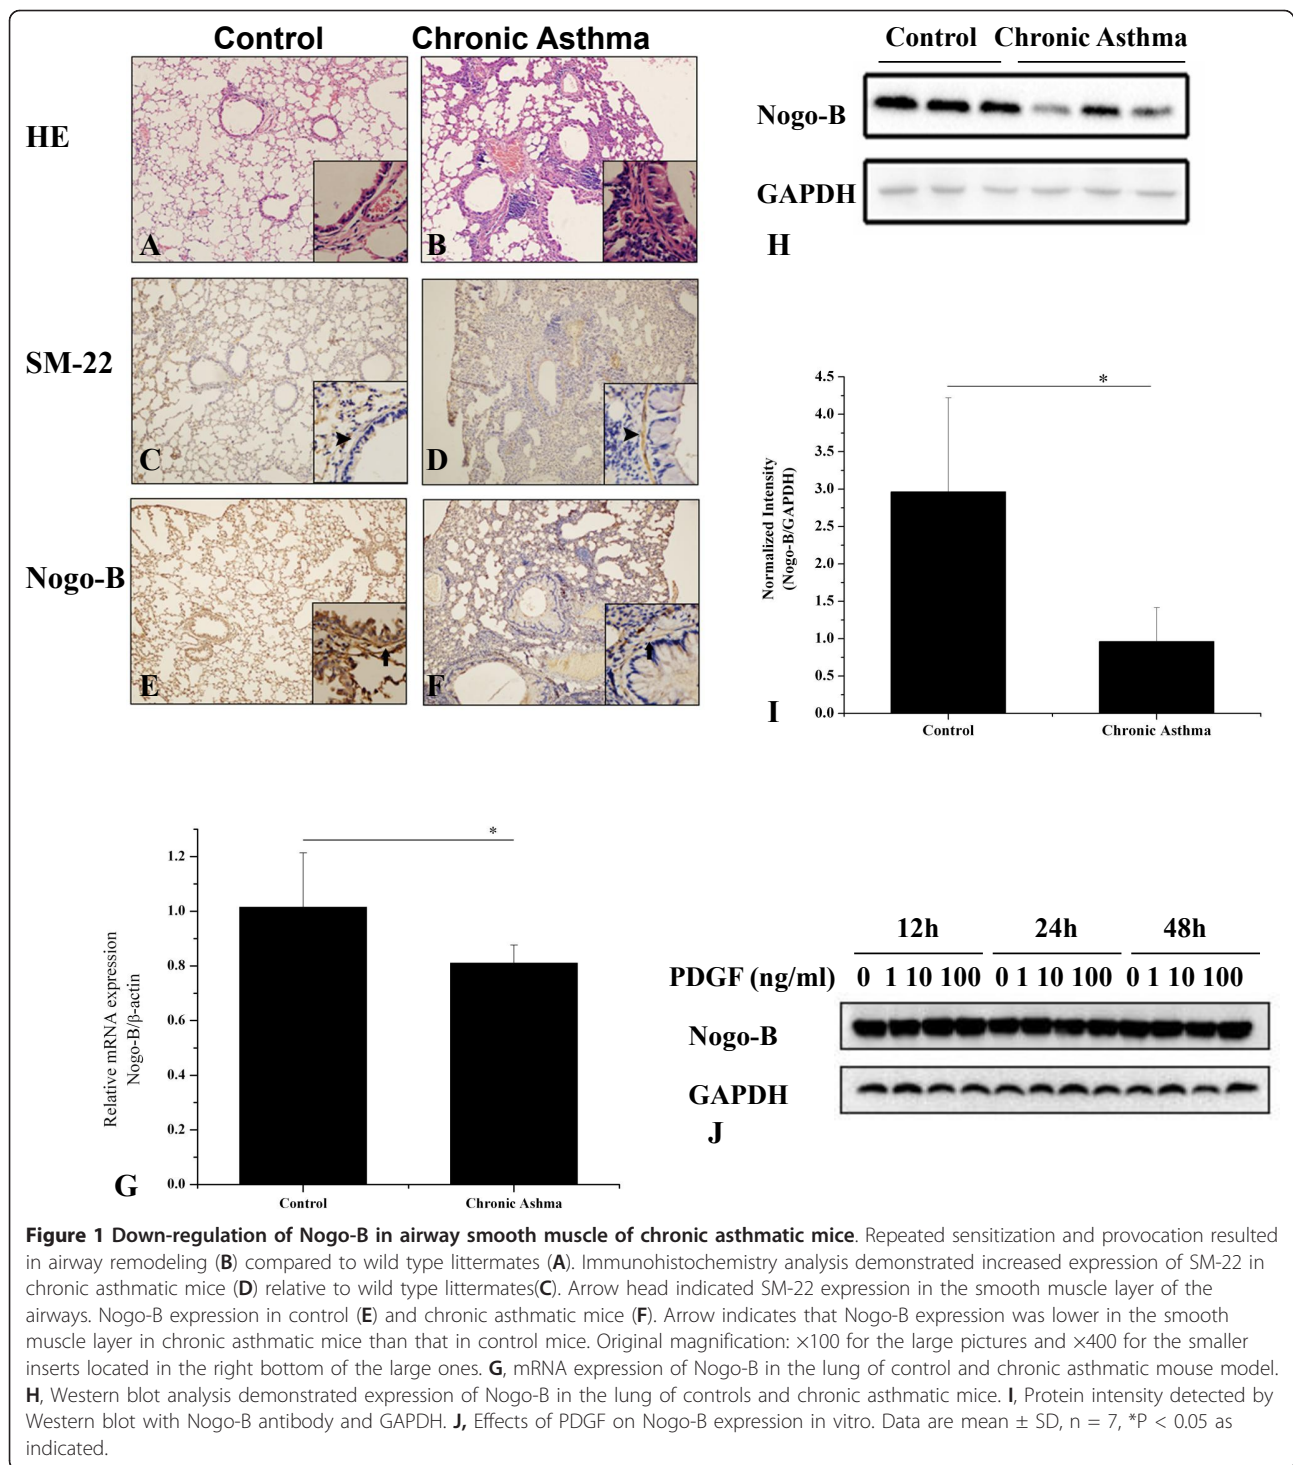 Control Chronic Asthma
HE
A B
SM-22
C D
Nogo-B
E F
Control Chronic Asthma
Nogo-B
GAPDH
H
4.5
4.0
3.5
3.0
2.5
2.0
1.5
1.0
0.5
0.0
Normalized Intensity
(Nogo-B/GAPDH)
*
Control Chronic Asthma
I
1.2
1.0
0.8
0.6
0.4
0.2
0.0
Relative mRNA expression
Nogo-B/β-actin
*
Control Chronic Ashma
G
12h 24h 48h
PDGF (ng/ml) 0 1 10 100 0 1 10 100 0 1 10 100
Nogo-B
GAPDH
J
Figure 1 Down-regulation of Nogo-B in airway smooth muscle of chronic asthmatic mice. Repeated sensitization and provocation resulted
in airway remodeling (B) compared to wild type littermates (A). Immunohistochemistry analysis demonstrated increased expression of SM-22 in
chronic asthmatic mice (D) relative to wild type littermates(C). Arrow head indicated SM-22 expression in the smooth muscle layer of the
airways. Nogo-B expression in control (E) and chronic asthmatic mice (F). Arrow indicates that Nogo-B expression was lower in the smooth
muscle layer in chronic asthmatic mice than that in control mice. Original magnification: ×100 for the large pictures and ×400 for the smaller
inserts located in the right bottom of the large ones. G, mRNA expression of Nogo-B in the lung of control and chronic asthmatic mouse model.
H, Western blot analysis demonstrated expression of Nogo-B in the lung of controls and chronic asthmatic mice. I, Protein intensity detected by
Western blot with Nogo-B antibody and GAPDH. J, Effects of PDGF on Nogo-B expression in vitro. Data are mean ± SD, n = 7, *P < 0.05 as
indicated.